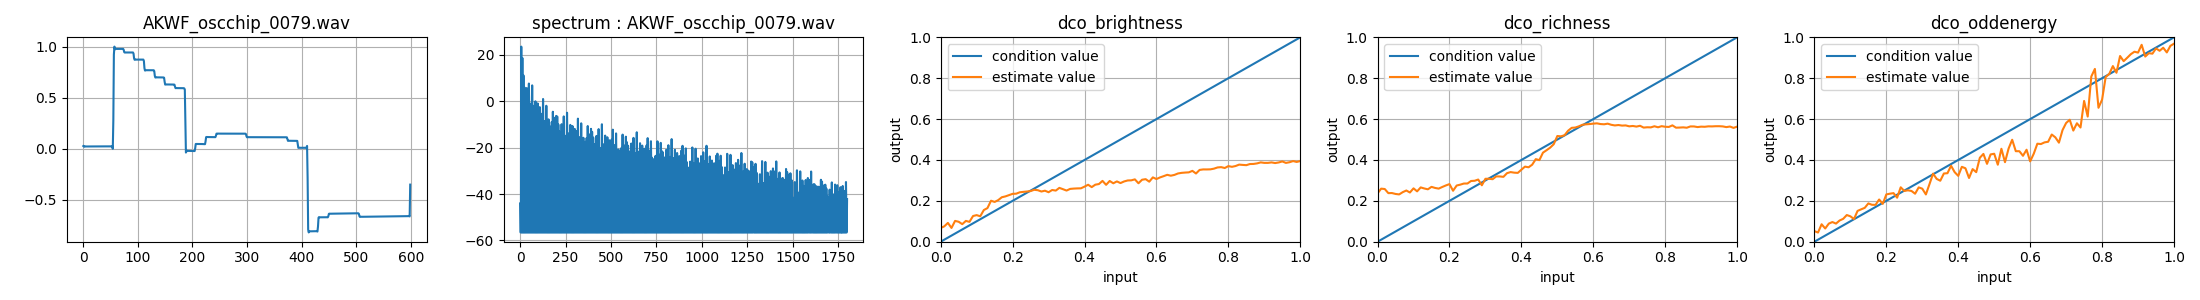 AKWF_oscchip_0079.wav
1.0
0.5
0.0
−0.5
0 100 200 300 400 500 600
spectrum : AKWF_oscchip_0079.wav
20
0
−20
−40
−60
0 250 500 750 1000 1250 1500 1750
dco_brightness
condition value
estimate value
output
1.0
0.8
0.6
0.4
0.2
0.0
0.0 0.2 0.4 0.6 0.8 1.0
input
dco_richness
condition value
estimate value
output
1.0
0.8
0.6
0.4
0.2
0.0
0.0 0.2 0.4 0.6 0.8 1.0
input
dco_oddenergy
condition value
estimate value
output
1.0
0.8
0.6
0.4
0.2
0.0
0.0 0.2 0.4 0.6 0.8 1.0
input